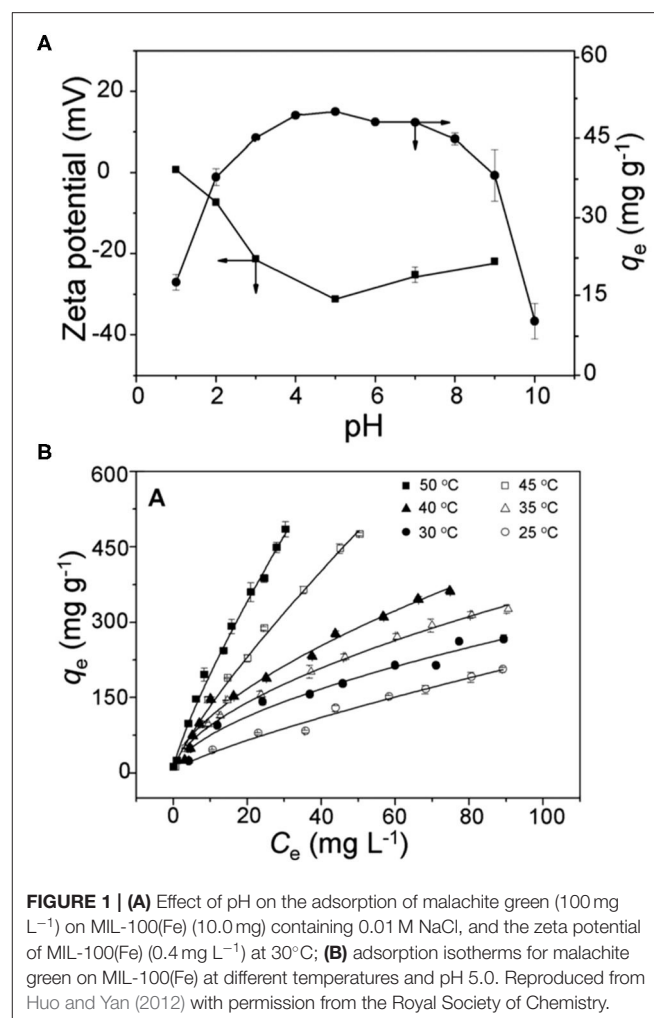 A
Zeta potential (mV)
20
0
-20
-40
60
45
30
15
0
qe (mg g-1)
0 2 4 6 8 10
pH
B
A
600
450
300
150
0
qe (mg g-1)
50 °C 45 °C
40 °C 35 °C
30 °C 25 °C
0 20 40 60 80 100
Ce (mg L-1)
FIGURE 1 | (A) Effect of pH on the adsorption of malachite green (100 mg
L−1) on MIL-100(Fe) (10.0 mg) containing 0.01 M NaCl, and the zeta potential
of MIL-100(Fe) (0.4 mg L−1) at 30°C; (B) adsorption isotherms for malachite
green on MIL-100(Fe) at different temperatures and pH 5.0. Reproduced from
Huo and Yan (2012) with permission from the Royal Society of Chemistry.